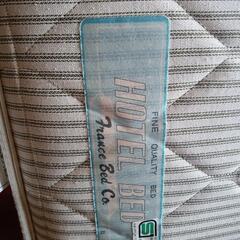 FINE QUALITY BED
HOTEL BED
France Bed Co.